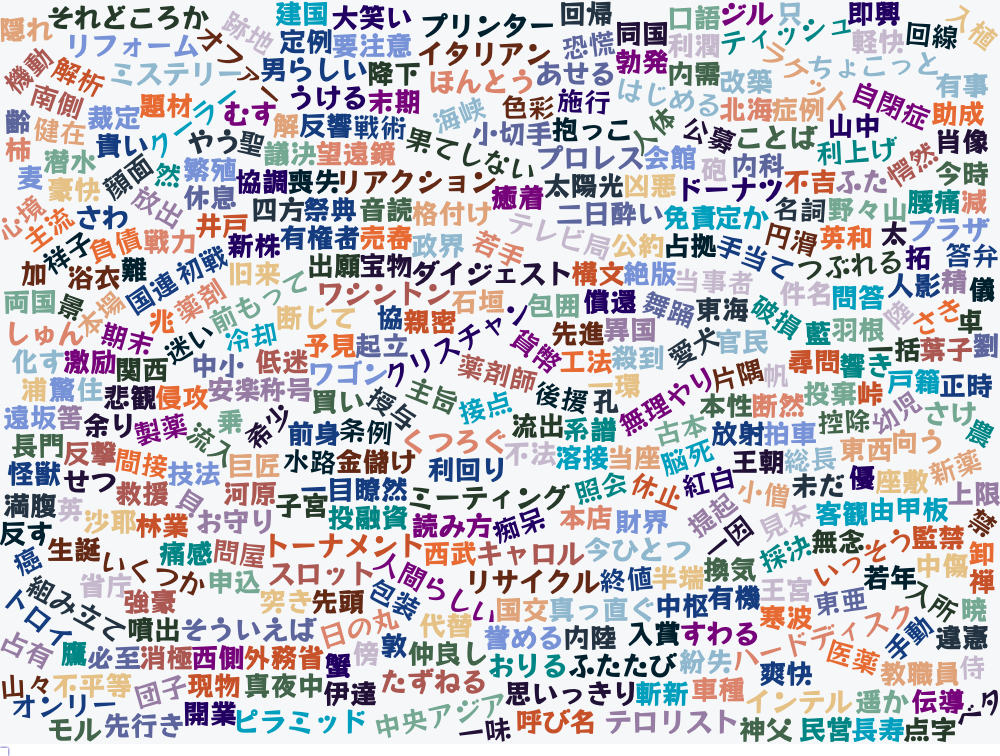 隠れ
それどころか
跡地
建国
大笑い
プリンター
回帰
同国
口語
ジル
只
即興
回線
入植
リフォーム
オファー
定例
要注意
イタリアン
恐慌
勃発
利潤
ティッシュ
軽快
機動
解析
ミステリー
男らしい
降下
ほんとう
あせる
内需
改築
ラムジィ
ちょこっと
有事
南側
題材
クーラー
むす
うける
末期
色彩
施行
はじめる
北海
症例
自閉症
助成
齢
健在
裁定
解
反響
戦術
海峡
小切手
抱っこ
人体
公募
ことば
山中
肖像
柿
潜水
貴い
やう
聖
議決
望遠鏡
果てしない
プロレス
会館
砲
内科
利上げ
愕然
今時
麦
豪快
顔面
然
繁殖
休息
協調
喪失
リアクション
癒着
太陽光
凶悪
ドーナツ
不吉
ふた
腰痛
減
心境
主流
さわ
放出
井戸
四方
祭典
音読
格付け
二日酔い
免責
定か
名詞
野々山
プラザ
祥子
負債
戦力
新株
有権者
売春
政界
若手
テレビ局
公約
占拠
手当て
円滑
英和
太
拓
答弁
加
浴衣
難
国連
初戦
旧来
出願
宝物
ダイジェスト
横文
絶版
当事者
つぶれる
人影
精
儀
両国
景
本場
兆
薬剤
前もって
ワシントン
石垣
包囲
償還
舞踊
東海
件名
問答
陸
さき
卓
しゅん
期末
迷い
冷却
断じて
協
親密
クリスチャン
貨幣
先進
異国
愛犬
官民
破損
藍
羽根
一括
葉子
劉
化す
激励
関西
中小
低迷
予見
起立
ワゴン
薬剤師
工法
殺到
片隅
帆
尋問
響き
戸籍
正時
浦
驚
住
悲観
侵攻
安楽
称号
買い
授与
主旨
接点
後援
孔
一環
無理やり
本性
断然
投棄
峠
幼児
さけ
農
遠坂
答
余り
製薬
流入
乗
希少
前身
条例
くつろぐ
流出
系譜
古本
放射
拍車
控除
長門
反撃
間接
技法
巨匠
水路
金儲け
利回り
不法
溶接
当座
脳死
王朝
総長
東西
向う
新薬
怪獣
せつ
救援
且
河原
子宮
一目瞭然
ミーティング
照会
休止
紅白
小僧
未だ
優
座敷
上限
満腹
英
沙耶
林業
お守り
投融資
読み方
痴呆
本店
財界
提起
一因
見本
客観
由
甲板
禁
反す
癌
生誕
いくつか
痛感
問屋
トーナメント
西武
キャロル
今ひとつ
換気
採決
無念
そう
監禁
卸
省庁
申込
スロット
人間らしい
リサイクル
終値
半端
王宮
いっ
若年
中傷
禅
組み立て
強豪
突き
先頭
包装
国文
真っ直ぐ
中枢
有機
寒波
東亜
入所
暁
トロイ
噴出
そういえば
日の丸
代替
誉める
内陸
入賞
すわる
ハードディスク
手動
違憲
占有
鷹
必至
消極
西側
外務省
蟹
傍
敦
仲良し
おりる
ふたたび
紛失
爽快
医薬
教職員
侍
山々
不平等
団子
現物
真夜中
伊達
たずねる
思いっきり
斬新
車種
インテル
遥か
伝導
オンリー
モル
先行き
開業
ピラミッド
中央アジア
一味
呼び名
テロリスト
神父
民営
長寿
点字